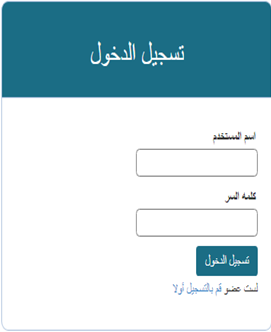 تسجيل الدخول
اسم المستخدم
كلمه السر
تسجيل الدخول
لست عضو قم بالتسجيل أولا